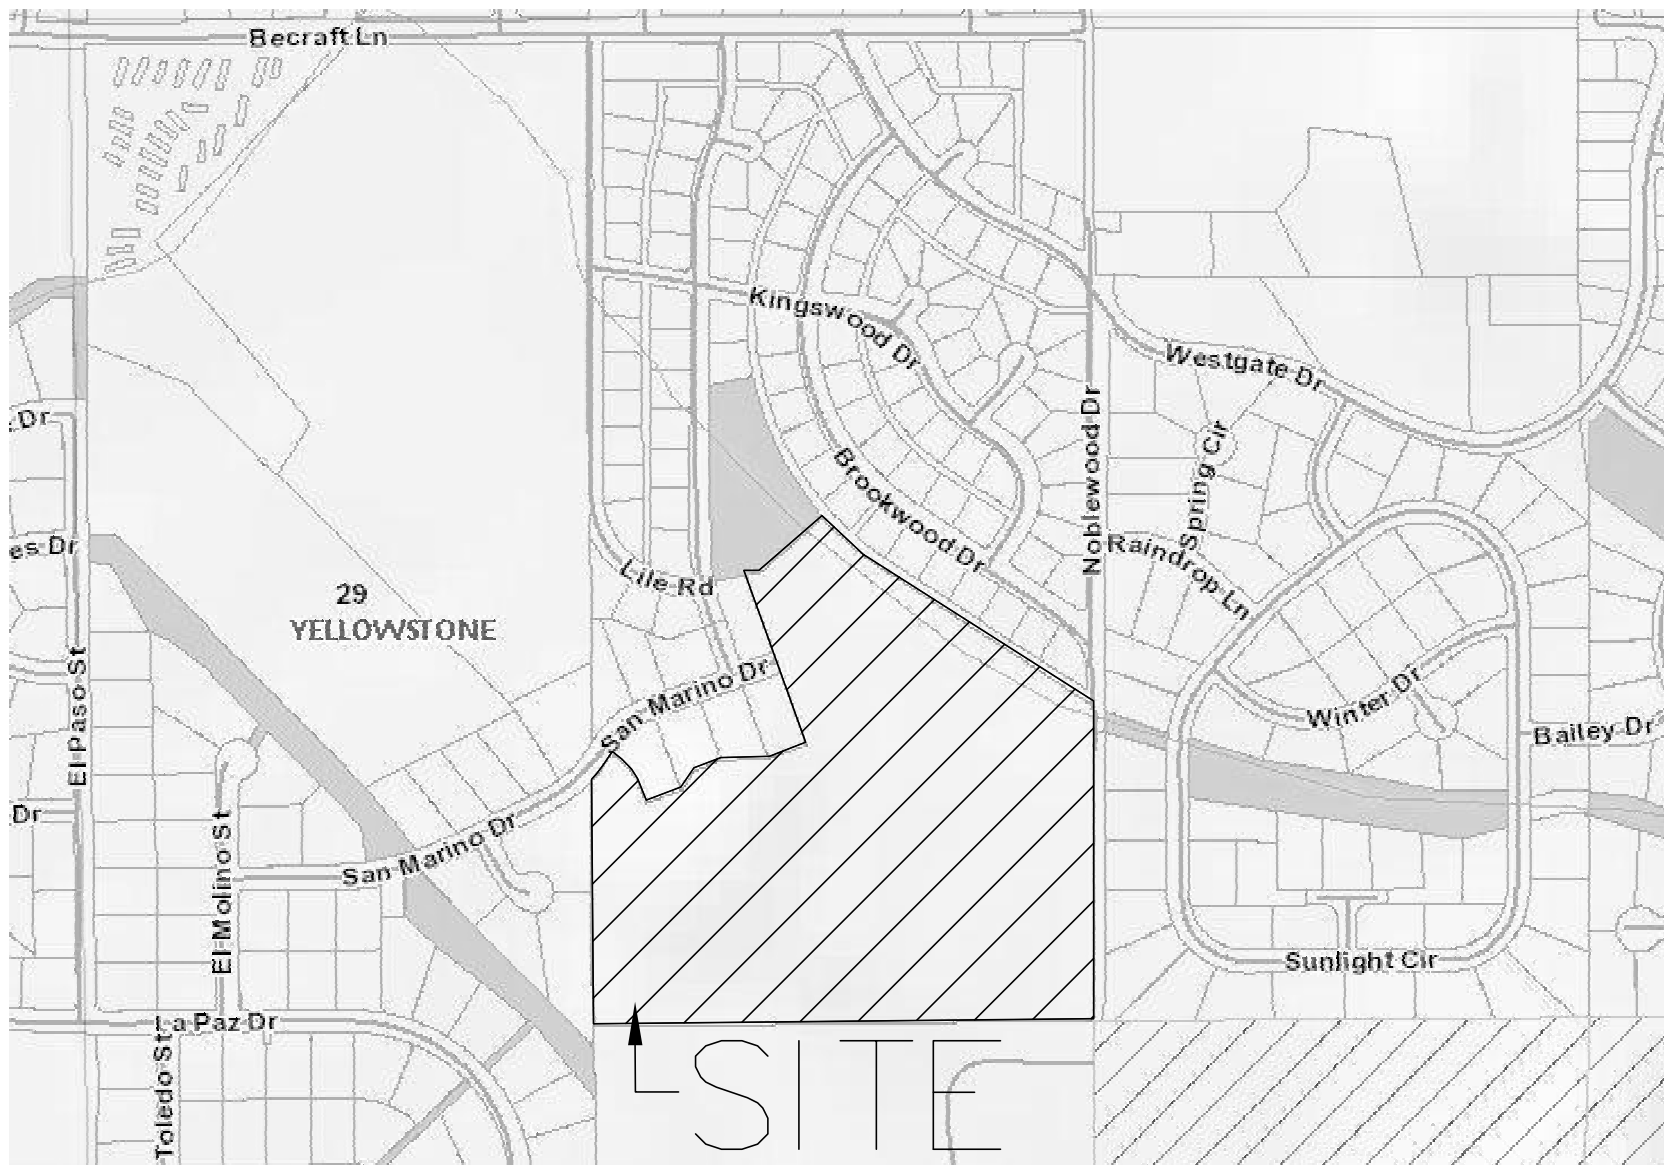 Becraft Ln
Kingswood Dr
Westgate Dr
Dr
Noblewood Dr
Spring Cir
Brookwood Dr
es Dr
Raindrop Ln
Lile Rd
29
YELLOWSTONE
El Paso St
San Marino Dr
Winter Dr
Bailey Dr
Dr
El Molino St
San Marino Dr
Sunlight Cir
La Paz Dr
Toledo St
SITE